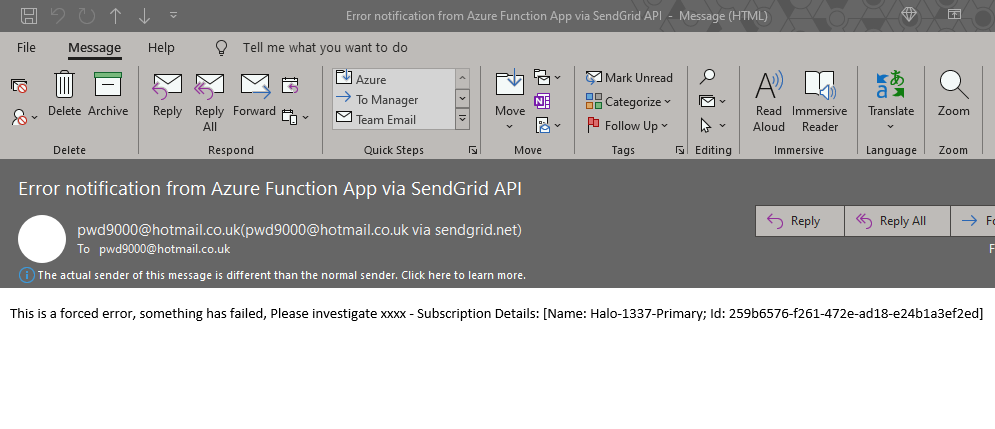 Error notification from Azure Function App via SendGrid API - Message (HTML)
File Message Help Tell me what you want to do
Delete Archive
Reply Reply All Forward
Azure
To Manager
Team Email
Move
Mark Unread
Categorize
Follow Up
Read Aloud Immersive Reader
Translate
Zoom
Delete Respond Quick Steps Move Tags Editing Immersive Language Zoom
Error notification from Azure Function App via SendGrid API
pwd9000@hotmail.co.uk(pwd9000@hotmail.co.uk via sendgrid.net)
To pwd9000@hotmail.co.uk
Reply Reply All Fo
F
The actual sender of this message is different than the normal sender. Click here to learn more.
This is a forced error, something has failed, Please investigate xxxx - Subscription Details: [Name: Halo-1337-Primary; Id: 259b6576-f261-472e-ad18-e24b1a3ef2ed]